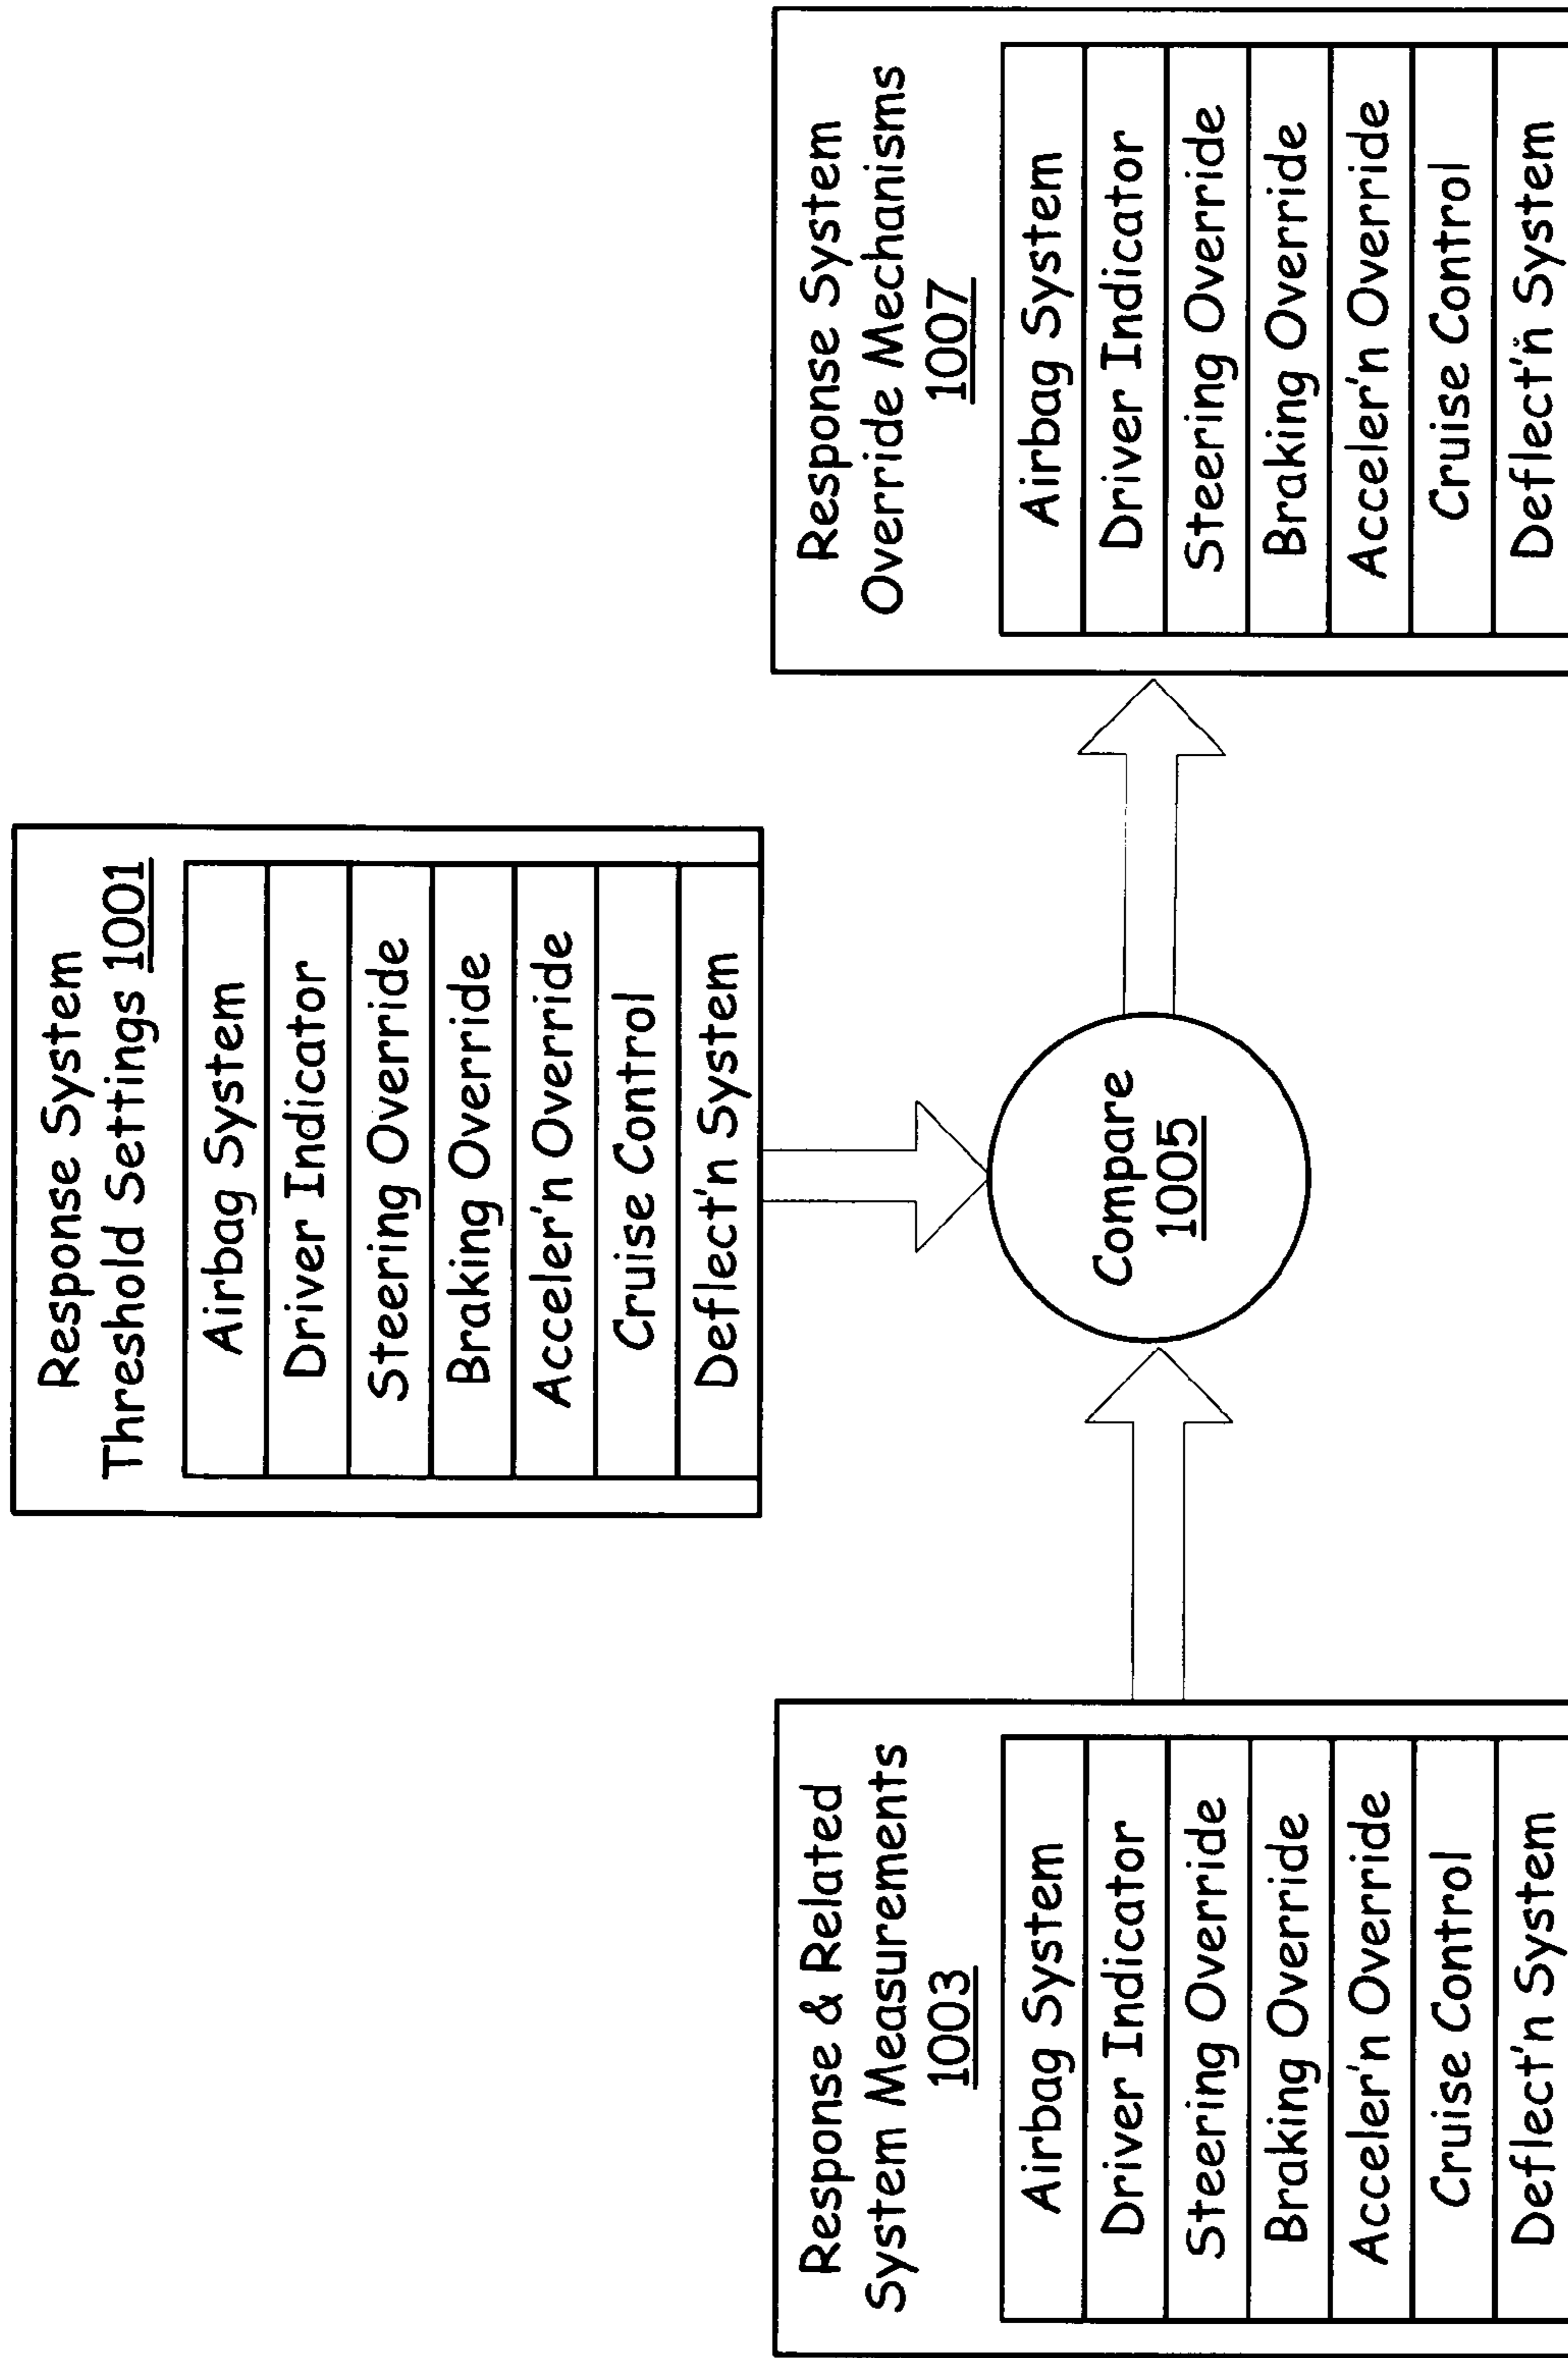 Response System
Threshold Settings 1001
Airbag System
Driver Indicator
Steering Override
Braking Override
Acceler'n Override
Cruise Control
Deflect'n System
Response & Related
System Measurements
1003
Airbag System
Driver Indicator
Steering Override
Braking Override
Acceler'n Override
Cruise Control
Deflect'n System
Compare
1005
Response System
Override Mechanisms
1007
Airbag System
Driver Indicator
Steering Override
Braking Override
Acceler'n Override
Cruise Control
Deflect'n System